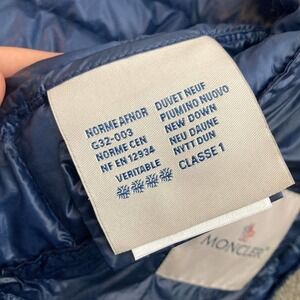 NORME AFNOR
G32-003
NORME CEN
NF EN 12934
VERITABLE
DUVET NEUF
PIUMINO NUOVO
NEW DOWN
NEU DAUNE
NYTT DUN
CLASSE 1
MONCLER